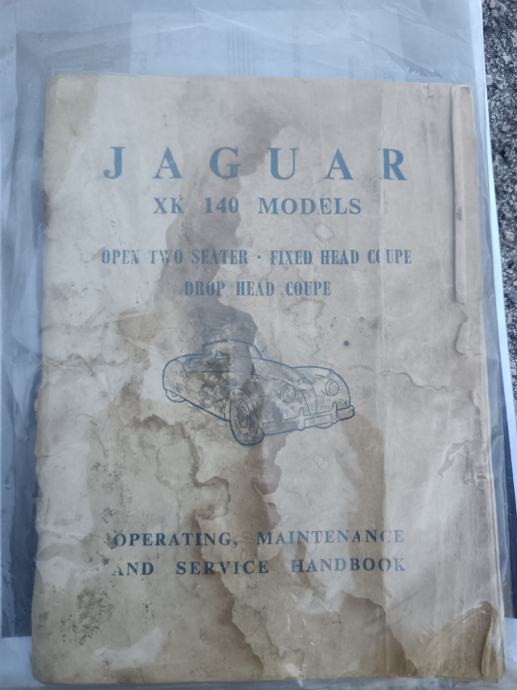 JAGUAR
XK 140 MODELS
OPEN TWO SEATER · FIXED HEAD COUPE
DROP HEAD COUPE
OPERATING, MAINTENANCE
AND SERVICE HANDBOOK